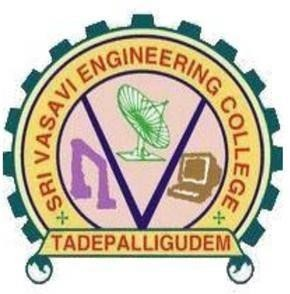 SRI VASAVI ENGINEERING COLLEGE
TADEPALLIGUDEM